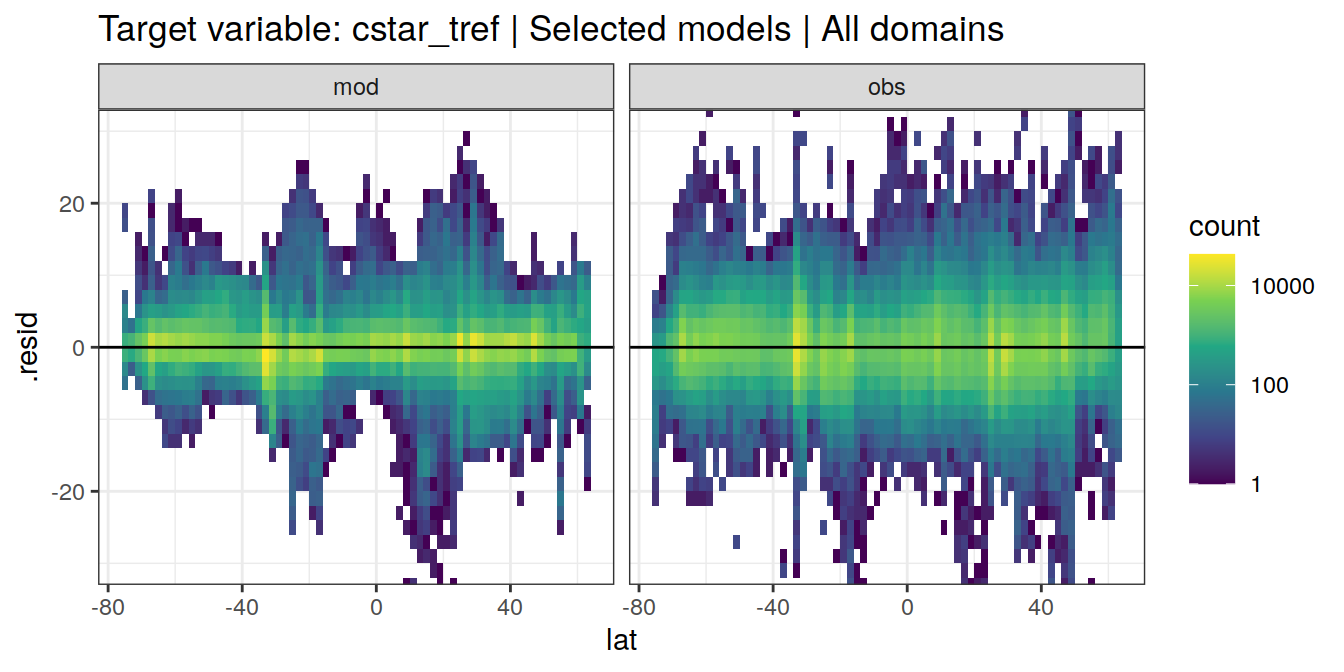 Target variable: cstar_tref | Selected models | All domains
mod
obs
.resid
20
0
-20
-80
-40
0
40
-80
-40
0
40
lat
count
10000
100
1